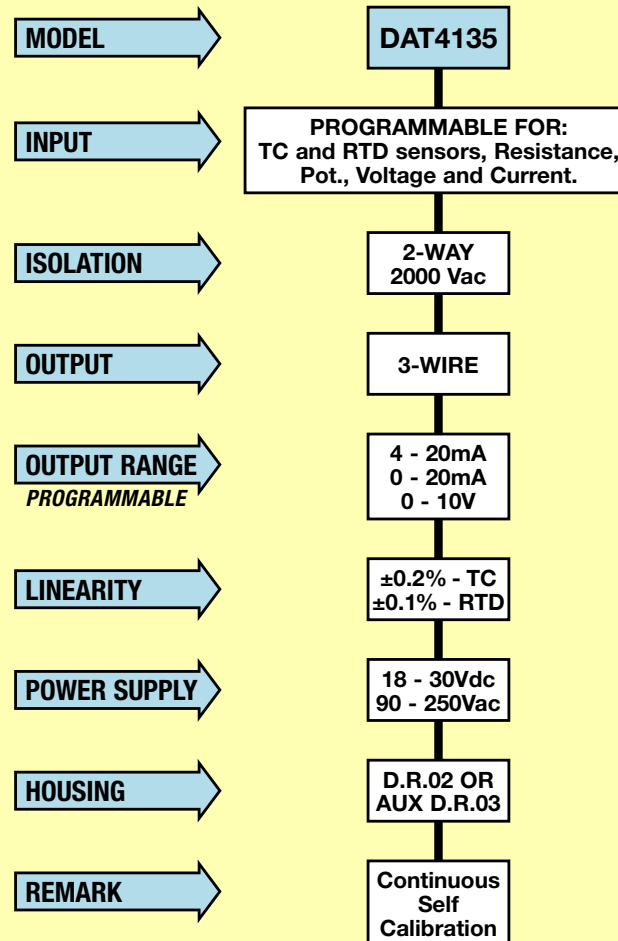 MODEL
DAT4135
INPUT
PROGRAMMABLE FOR:
TC and RTD sensors, Resistance,
Pot., Voltage and Current.
ISOLATION
2-WAY
2000 Vac
OUTPUT
3-WIRE
OUTPUT RANGE
PROGRAMMABLE
4 - 20mA
0 - 20mA
0 - 10V
LINEARITY
±0.2% - TC
±0.1% - RTD
POWER SUPPLY
18 - 30Vdc
90 - 250Vac
HOUSING
D.R.02 OR
AUX D.R.03
REMARK
Continuous
Self
Calibration